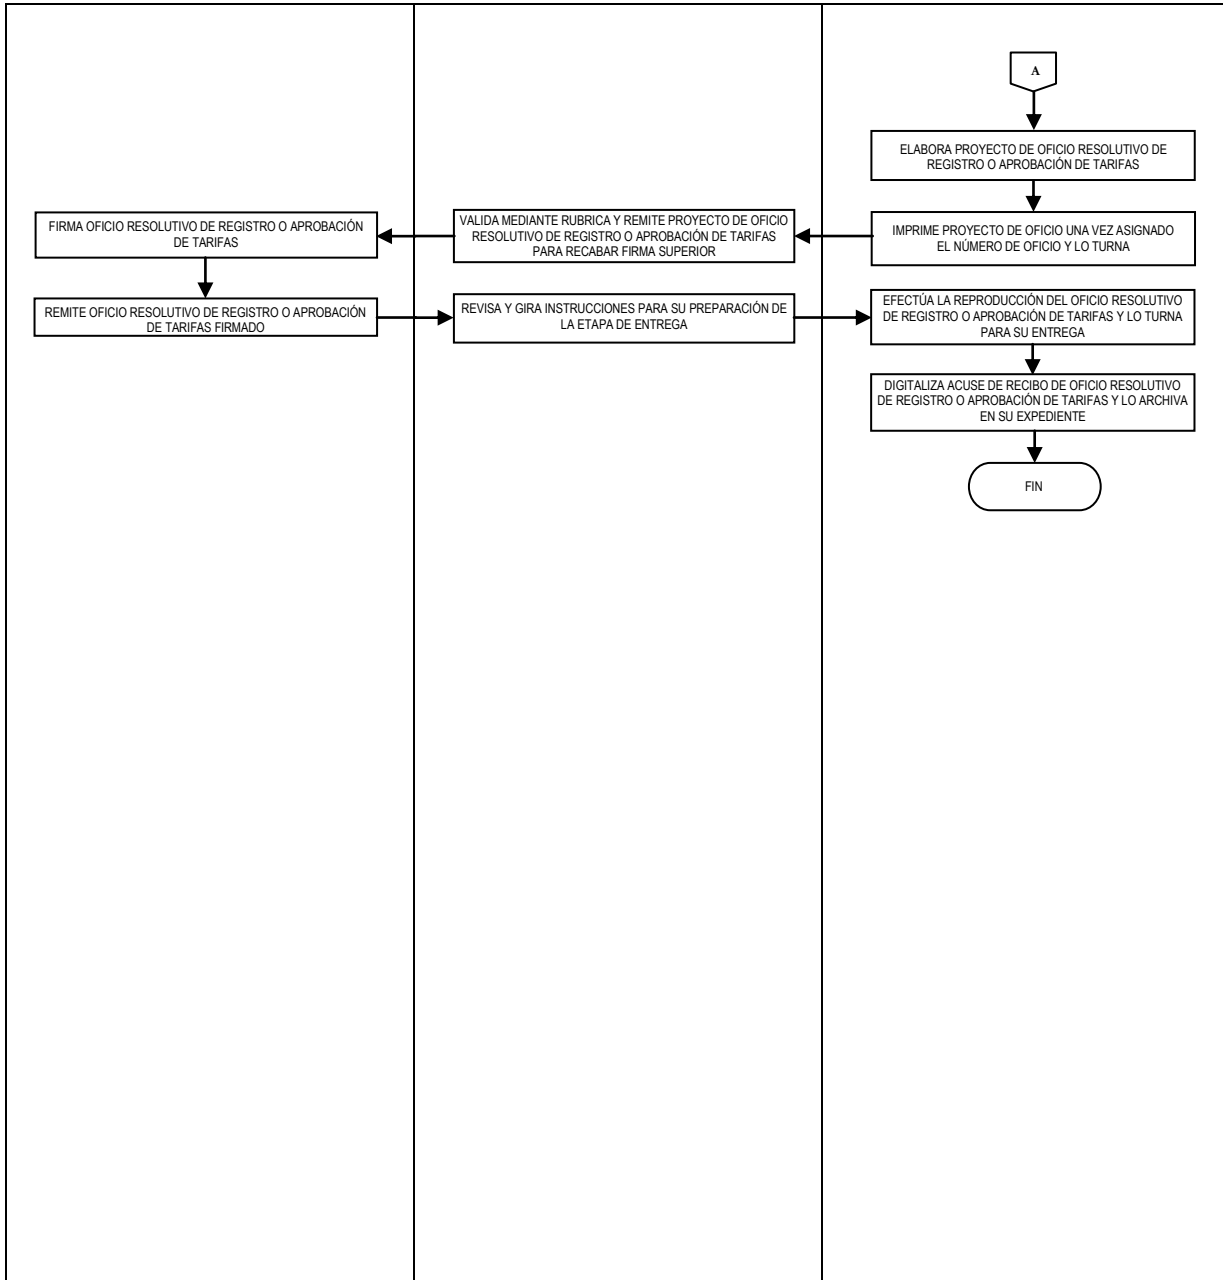 A
ELABORA PROYECTO DE OFICIO RESOLUTIVO DE
REGISTRO O APROBACIÓN DE TARIFAS
IMPRIME PROYECTO DE OFICIO UNA VEZ ASIGNADO
EL NÚMERO DE OFICIO Y LO TURNA
VALIDA MEDIANTE RUBRICA Y REMITE PROYECTO DE OFICIO
RESOLUTIVO DE REGISTRO O APROBACIÓN DE TARIFAS
PARA RECABAR FIRMA SUPERIOR
FIRMA OFICIO RESOLUTIVO DE REGISTRO O APROBACIÓN
DE TARIFAS
REMITE OFICIO RESOLUTIVO DE REGISTRO O APROBACIÓN
DE TARIFAS FIRMADO
REVISA Y GIRA INSTRUCCIONES PARA SU PREPARACIÓN DE
LA ETAPA DE ENTREGA
EFECTÚA LA REPRODUCCIÓN DEL OFICIO RESOLUTIVO
DE REGISTRO O APROBACIÓN DE TARIFAS Y LO TURNA
PARA SU ENTREGA
DIGITALIZA ACUSE DE RECIBO DE OFICIO RESOLUTIVO
DE REGISTRO O APROBACIÓN DE TARIFAS Y LO ARCHIVA
EN SU EXPEDIENTE
FIN